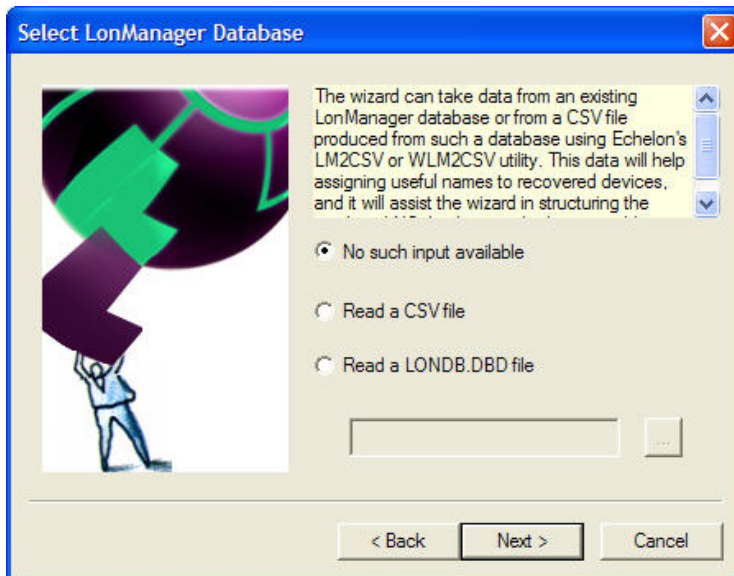 Select LonManager Database
The wizard can take data from an existing
LonManager database or from a CSV file
produced from such a database using Echelon's
LM2CSV or WLM2CSV utility. This data will help
assigning useful names to recovered devices,
and it will assist the wizard in structuring the
No such input available
Read a CSV file
Read a LONDB.DBD file
...
< Back
Next >
Cancel